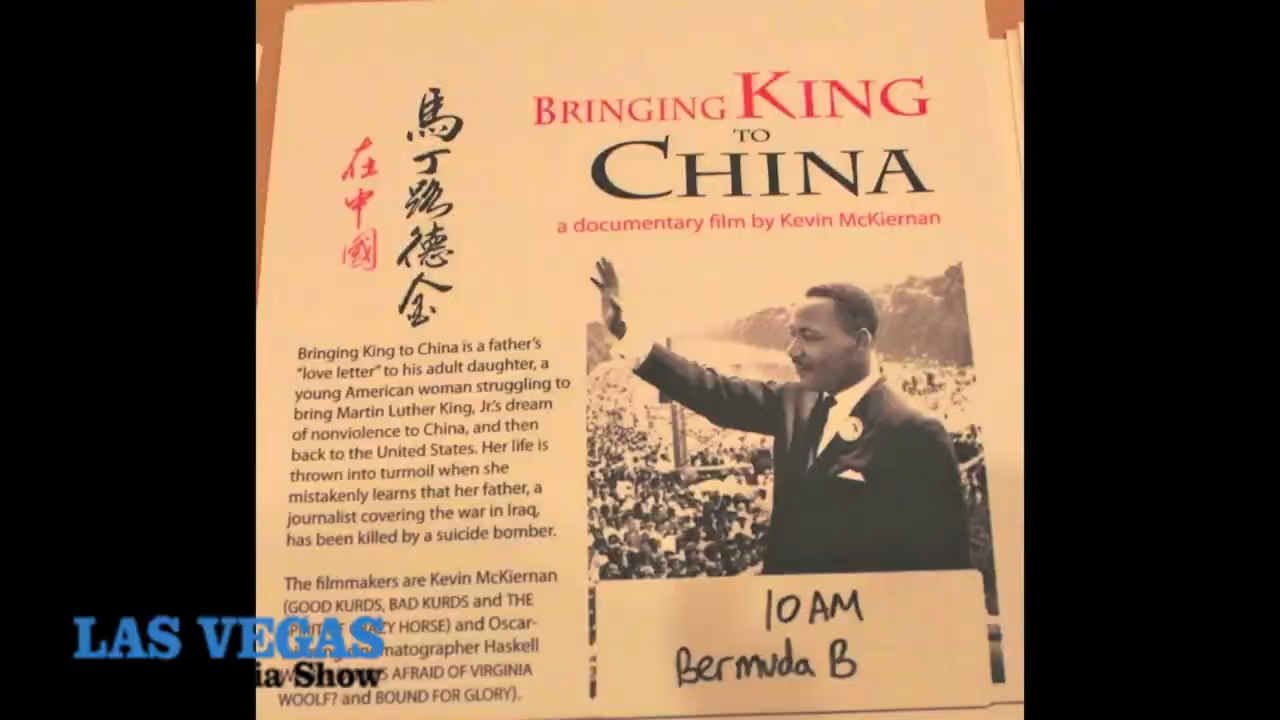 馬丁路德金
在中國
BRINGING KING
TO
CHINA
a documentary film by Kevin McKiernan
Bringing King to China is a father's
"love letter" to his adult daughter, a
young American woman struggling to
bring Martin Luther King, Jr.'s dream
of nonviolence to China, and then
back to the United States. Her life is
thrown into turmoil when she
mistakenly learns that her father, a
journalist covering the war in Iraq,
has been killed by a suicide bomber.
The filmmakers are Kevin McKiernan
(GOOD KURDS, BAD KURDS and THE
CRAZY HORSE) and Oscar-
Haskell
AFRAID OF VIRGINIA
WOOLF? and BOUND FOR GLORY).
10 AM
Bermuda B
LAS VEGAS
ia Show